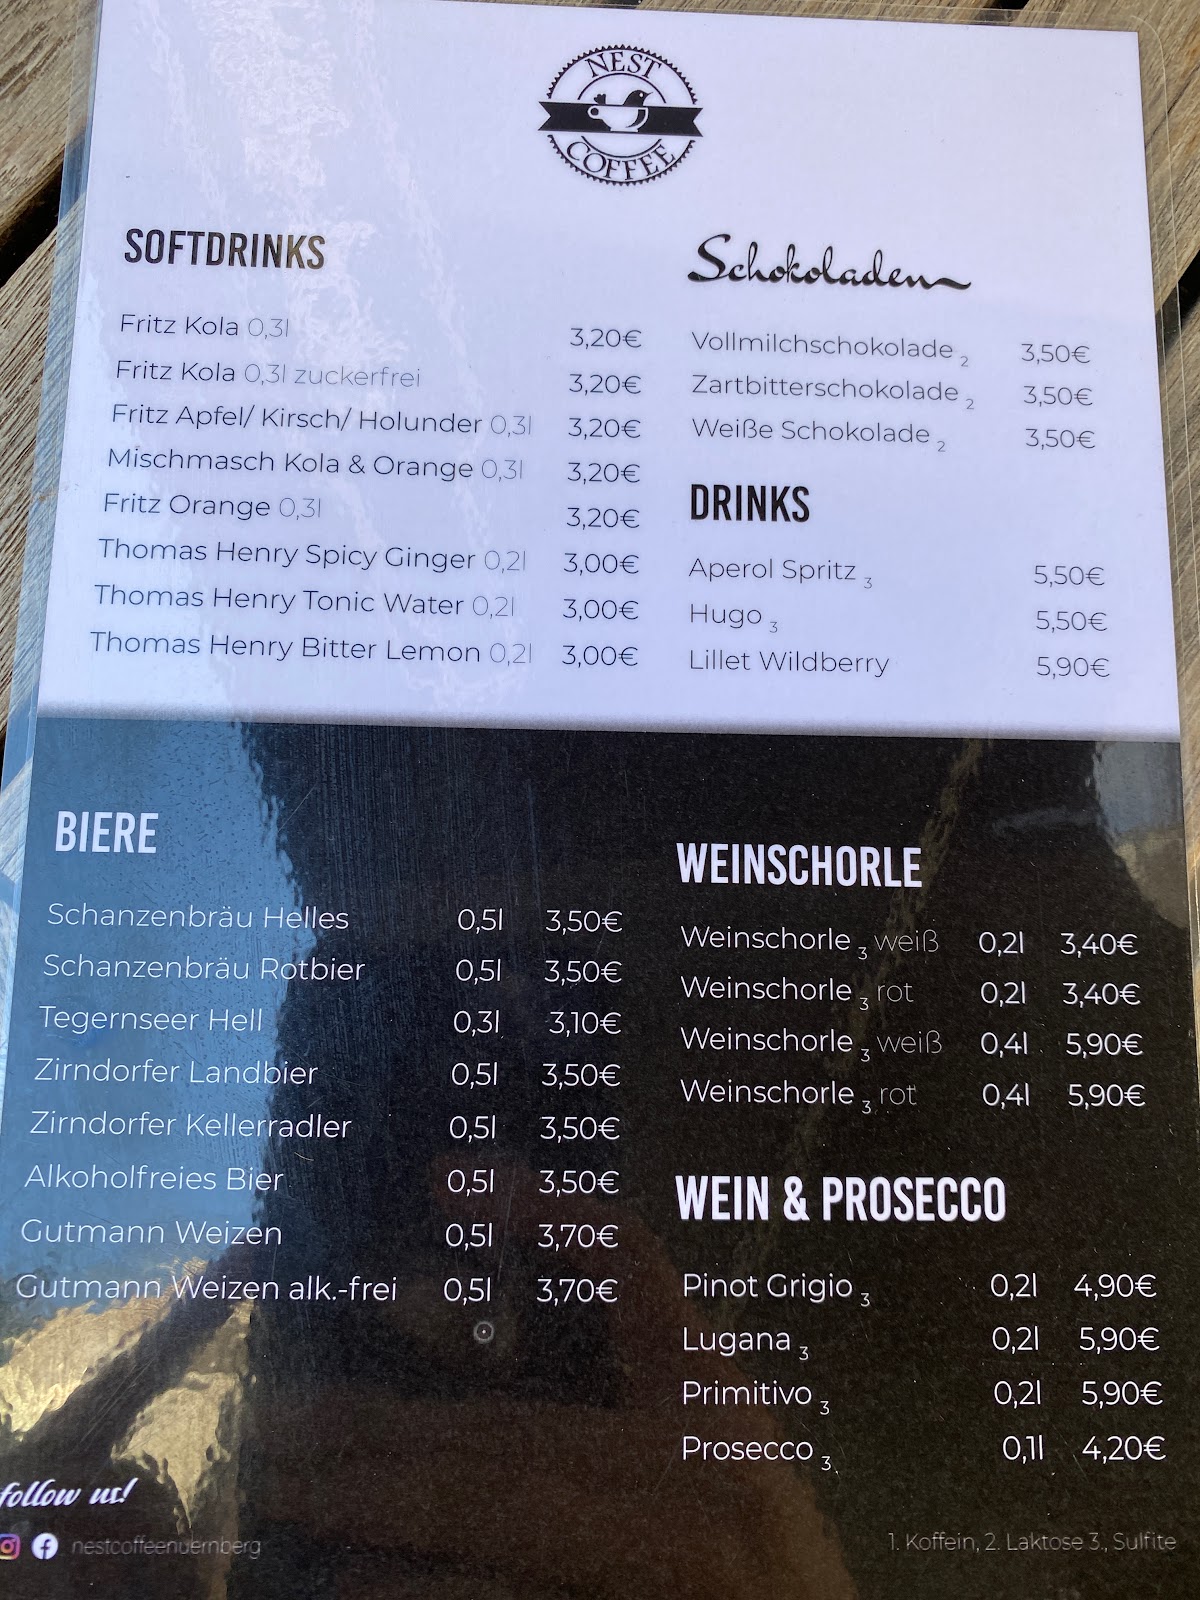 NEST
COFFEE
SOFTDRINKS
Fritz Kola 0,3l 3,20€
Fritz Kola 0,3l zuckerfrei 3,20€
Fritz Apfel/ Kirsch/ Holunder 0,3l 3,20€
Mischmasch Kola & Orange 0,3l 3,20€
Fritz Orange 0,3l 3,20€
Thomas Henry Spicy Ginger 0,2l 3,00€
Thomas Henry Tonic Water 0,2l 3,00€
Thomas Henry Bitter Lemon 0,2l 3,00€
Schokoladen
Vollmilchschokolade 2 3,50€
Zartbitterschokolade 2 3,50€
Weiße Schokolade 2 3,50€
DRINKS
Aperol Spritz 3 5,50€
Hugo 3 5,50€
Lillet Wildberry 5,90€
BIERE
Schanzenbräu Helles 0,5l 3,50€
Schanzenbräu Rotbier 0,5l 3,50€
Tegernseer Hell 0,3l 3,10€
Zirndorfer Landbier 0,5l 3,50€
Zirndorfer Kellerradler 0,5l 3,50€
Alkoholfreies Bier 0,5l 3,50€
Gutmann Weizen 0,5l 3,70€
Gutmann Weizen alk.-frei 0,5l 3,70€
WEINSCHORLE
Weinschorle 3 weiß 0,2l 3,40€
Weinschorle 3 rot 0,2l 3,40€
Weinschorle 3 weiß 0,4l 5,90€
Weinschorle 3 rot 0,4l 5,90€
WEIN & PROSECCO
Pinot Grigio 3 0,2l 4,90€
Lugana 3 0,2l 5,90€
Primitivo 3 0,2l 5,90€
Prosecco 3 0,1l 4,20€
follow us!
nestcoffeenuernberg
1. Koffein, 2. Laktose 3., Sulfite